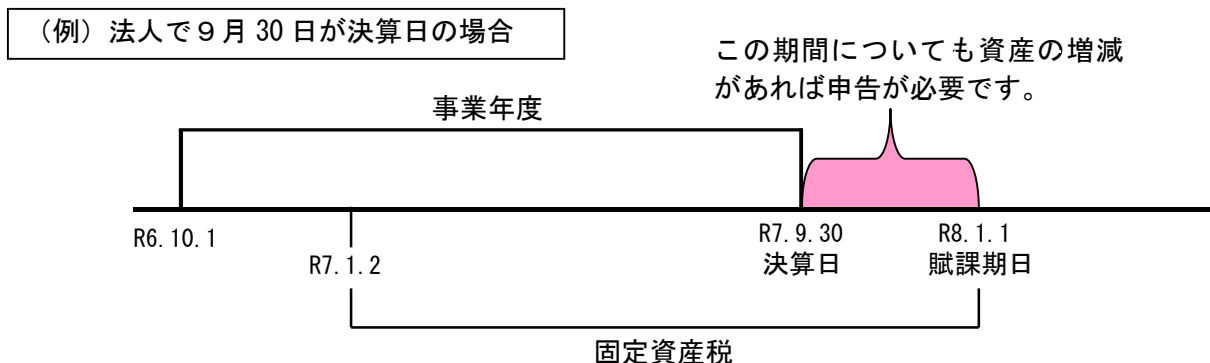 （例）法人で９月 30 日が決算日の場合
この期間についても資産の増減
があれば申告が必要です。
事業年度
R6.10.1
R7.1.2
R7.9.30
決算日
R8.1.1
賦課期日
固定資産税